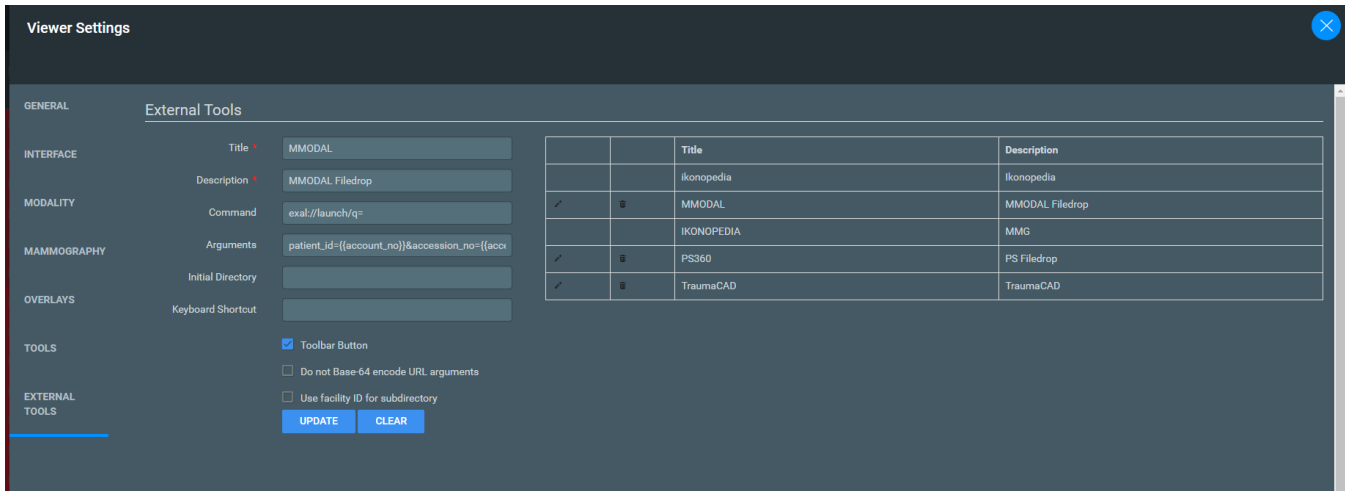 Viewer Settings
GENERAL
INTERFACE
MODALITY
MAMMOGRAPHY
OVERLAYS
TOOLS
EXTERNAL
TOOLS
External Tools
Title * MMODAL
Description * MMODAL Filedrop
Command exal://launch/q=
Arguments patient_id={{account_no}}&accession_no={{acce
Initial Directory
Keyboard Shortcut
Toolbar Button
Do not Base-64 encode URL arguments
Use facility ID for subdirectory
UPDATE CLEAR
Title Description
ikonopedia Ikonopedia
MMODAL MMODAL Filedrop
IKONOPEDIA MMG
PS360 PS Filedrop
TraumaCAD TraumaCAD